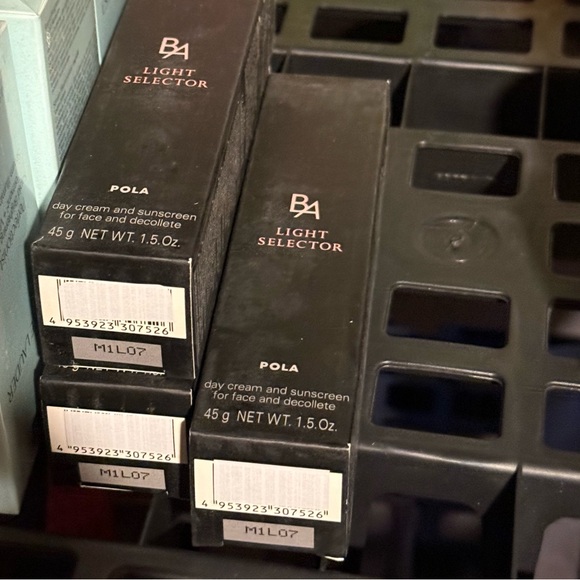 BA
LIGHT
SELECTOR
POLA
day cream and sunscreen
for face and decollete
45 g NET WT. 1.5.Oz.
4 953923 307526
M1L07
BA
LIGHT
SELECTOR
POLA
day cream and sunscreen
for face and decollete
45 g NET WT. 1.5.Oz.
4 953923 307526
M1L07
4 953923 307526
M1L07